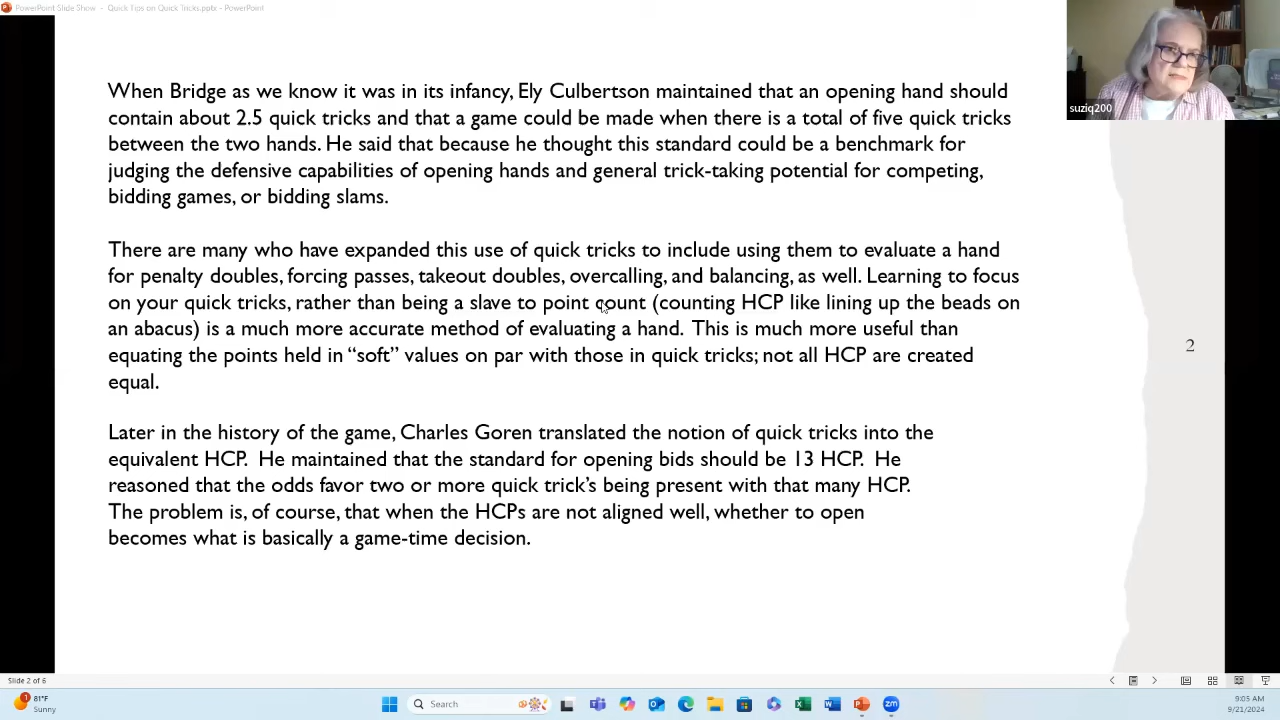 PowerPoint Slide Show - Quick Tips on Quick Tricks.pptx - PowerPoint
suziq200
When Bridge as we know it was in its infancy, Ely Culbertson maintained that an opening hand should
contain about 2.5 quick tricks and that a game could be made when there is a total of five quick tricks
between the two hands. He said that because he thought this standard could be a benchmark for
judging the defensive capabilities of opening hands and general trick-taking potential for competing,
bidding games, or bidding slams.
There are many who have expanded this use of quick tricks to include using them to evaluate a hand
for penalty doubles, forcing passes, takeout doubles, overcalling, and balancing, as well. Learning to focus
on your quick tricks, rather than being a slave to point count (counting HCP like lining up the beads on
an abacus) is a much more accurate method of evaluating a hand. This is much more useful than
equating the points held in “soft” values on par with those in quick tricks; not all HCP are created
equal.
2
Later in the history of the game, Charles Goren translated the notion of quick tricks into the
equivalent HCP. He maintained that the standard for opening bids should be 13 HCP. He
reasoned that the odds favor two or more quick trick’s being present with that many HCP.
The problem is, of course, that when the HCPs are not aligned well, whether to open
becomes what is basically a game-time decision.
Slide 2 of 6
1
81°F
Sunny
Search
9:05 AM
9/21/2024